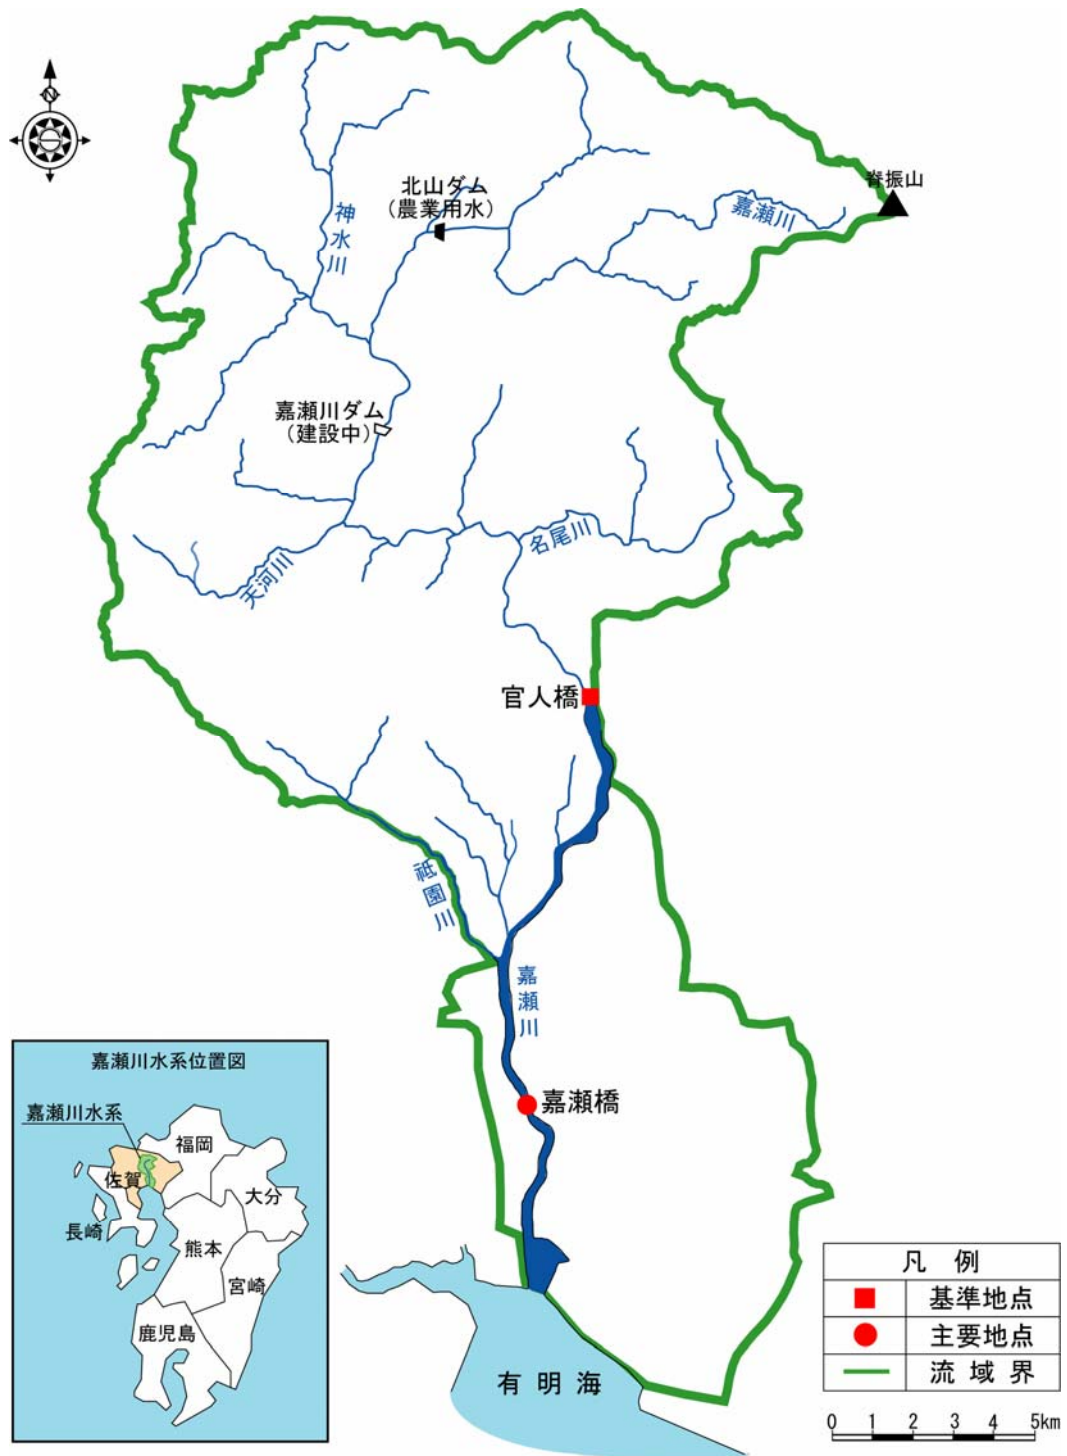 N
脊振山
北山ダム
（農業用水）
嘉瀬川
神水川
嘉瀬川ダム
（建設中）
名尾川
天河川
官人橋
祗園川
嘉瀬川
嘉瀬橋
有明海
嘉瀬川水系位置図
嘉瀬川水系
福岡
佐賀
大分
長崎
熊本
宮崎
鹿児島
凡例
基準地点
主要地点
流域界
0 1 2 3 4 5km